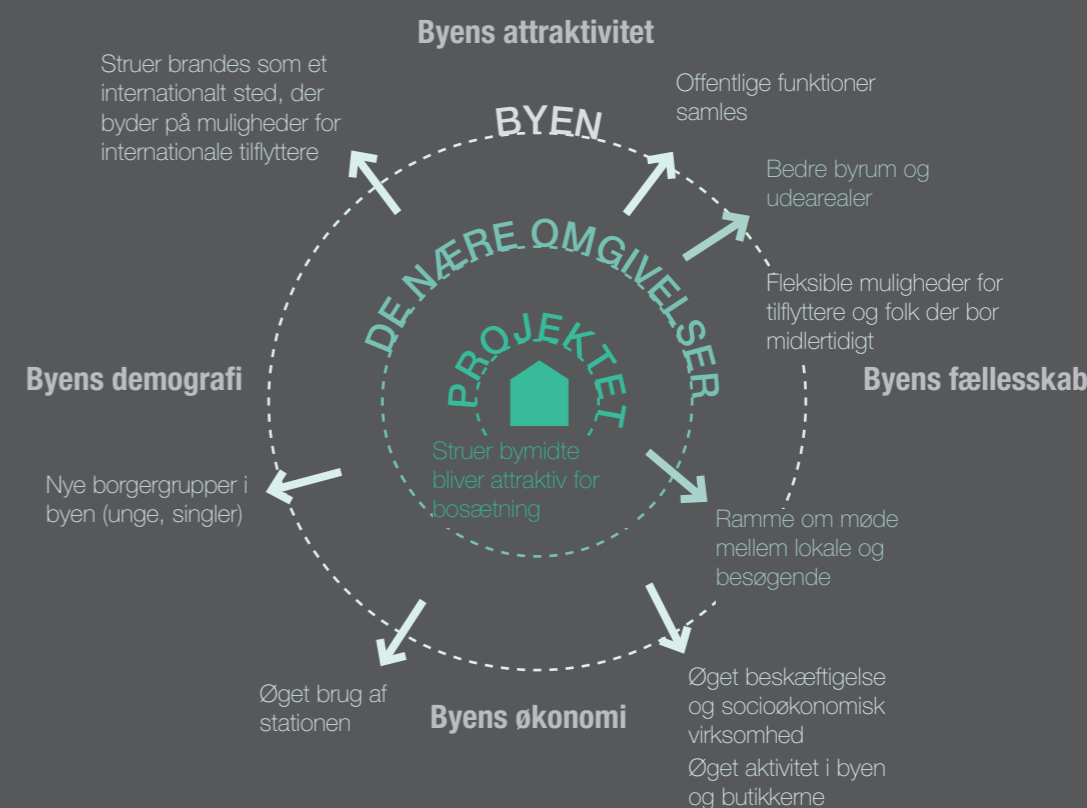 Byens attraktivitet
Struer brandes som et
internationalt sted, der
byder på muligheder for
internationale tilflyttere
Offentlige funktioner
samles
BYEN
Bedre byrum og
udearealer
DE NÆRE OMGIVELSER
Fleksible muligheder for
tilflyttere og folk der bor
midlertidigt
PROJEKTET
Byens demografi
Byens fællesskab
Struer bymidte
bliver attraktiv for
bosætning
Nye borgergrupper i
byen (unge, singler)
Ramme om møde
mellem lokale og
besøgende
Øget brug af
stationen
Byens økonomi
Øget beskæftigelse
og socioøkonomisk
virksomhed
Øget aktivitet i byen
og butikkerne